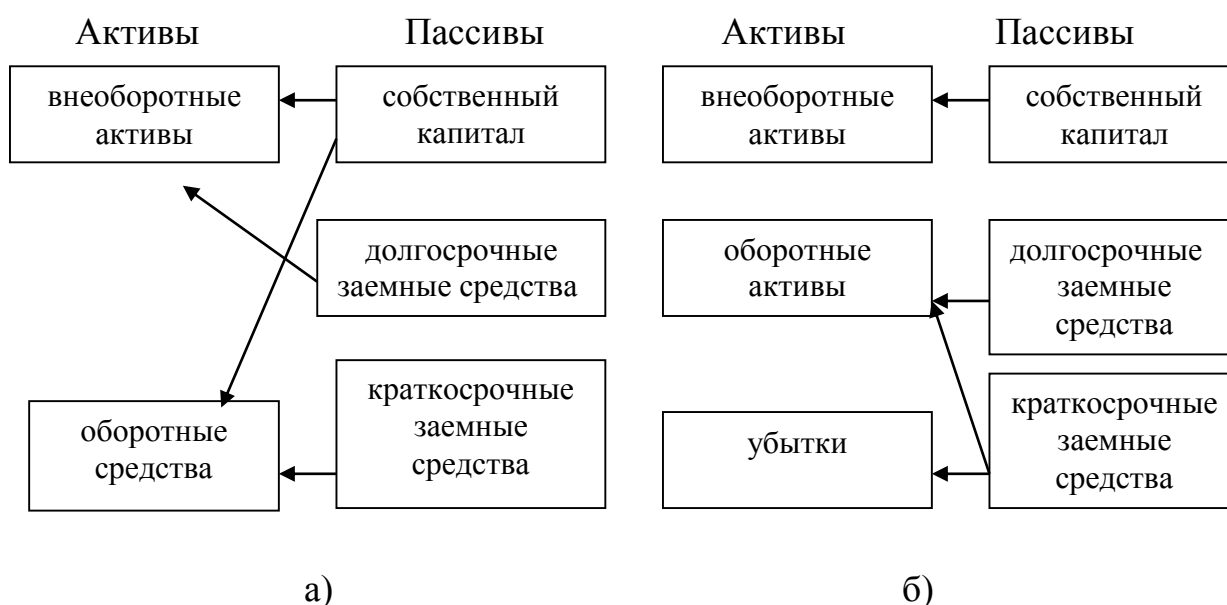 Активы
Пассивы
внеоборотные
активы
собственный
капитал
долгосрочные
заемные средства
краткосрочные
заемные
средства
оборотные
средства
а)
Активы
Пассивы
внеоборотные
активы
собственный
капитал
оборотные
активы
долгосрочные
заемные
средства
убытки
краткосрочные
заемные
средства
б)